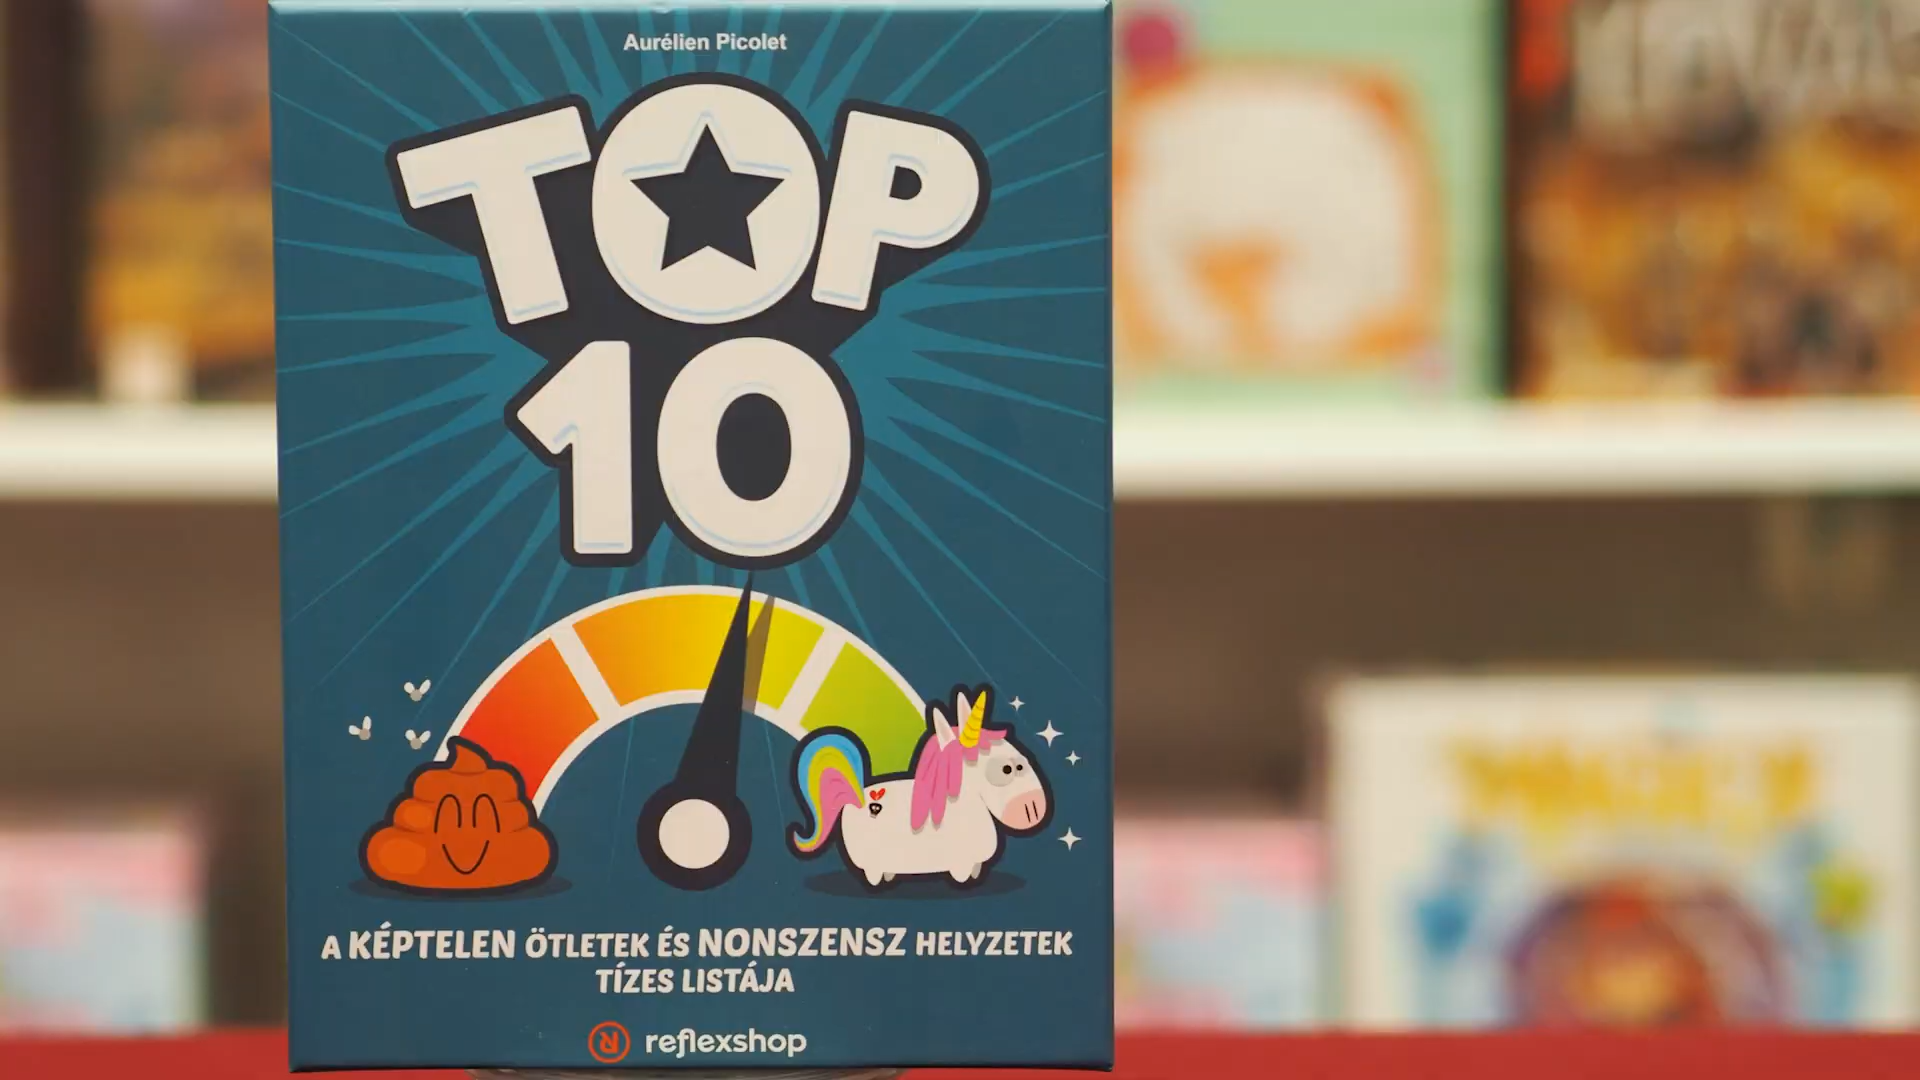 Aurélien Picolet
TOP
10
A KÉPTELEN ÖTLETEK ÉS NONSZENSZ HELYZETEK
TÍZES LISTÁJA
reflexshop